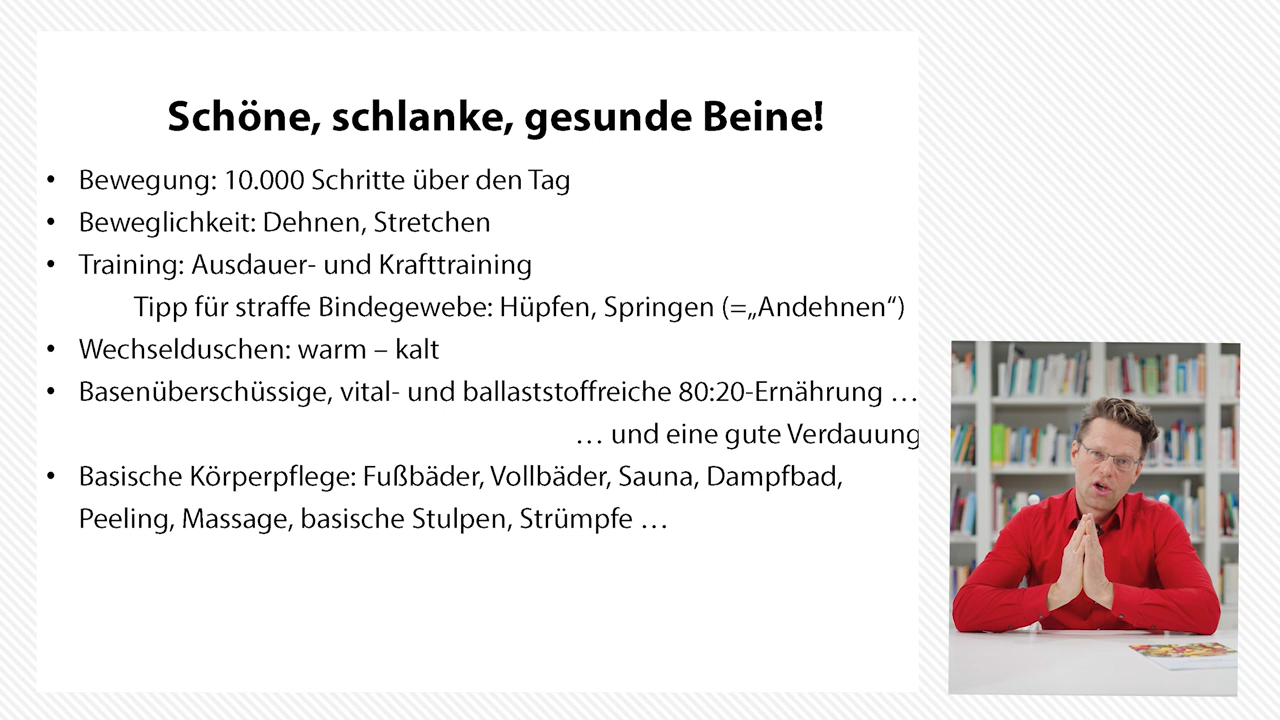 Schöne, schlanke, gesunde Beine!
• Bewegung: 10.000 Schritte über den Tag
• Beweglichkeit: Dehnen, Stretchen
• Training: Ausdauer- und Krafttraining
Tipp für straffe Bindegewebe: Hüpfen, Springen (=„Andehnen“)
• Wechselduschen: warm – kalt
• Basenüberschüssige, vital- und ballaststoffreiche 80:20-Ernährung …
… und eine gute Verdauung
• Basische Körperpflege: Fußbäder, Vollbäder, Sauna, Dampfbad,
Peeling, Massage, basische Stulpen, Strümpfe …